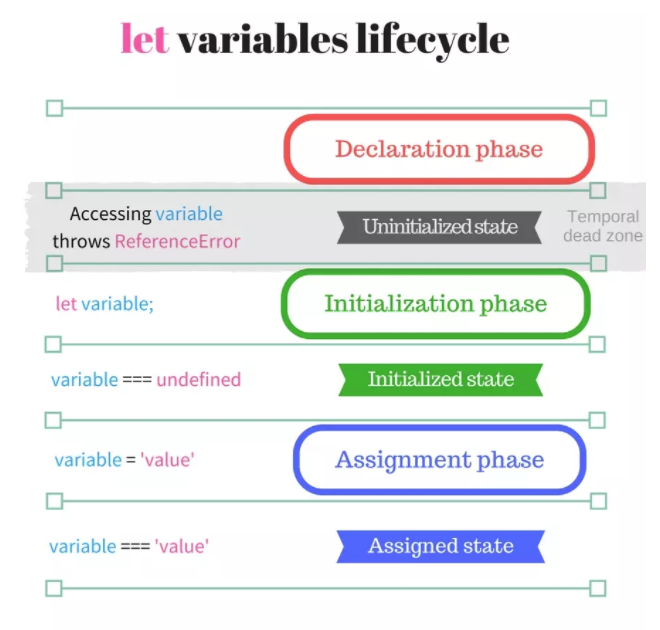 let variables lifecycle
Declaration phase
Accessing variable
throws ReferenceError
Uninitialized state
Temporal
dead zone
let variable;
Initialization phase
variable === undefined
Initialized state
variable = 'value'
Assignment phase
variable === 'value'
Assigned state